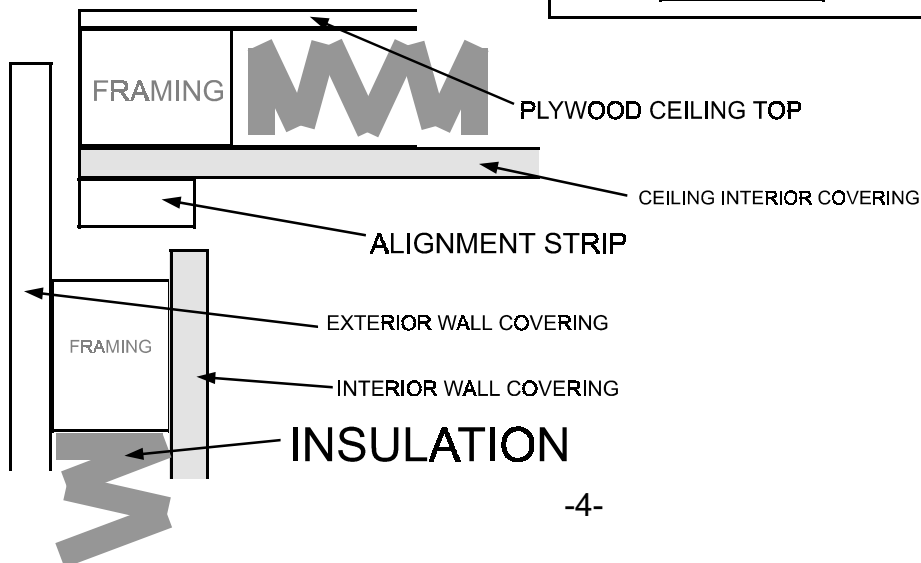 FRAMING
PLYWOOD CEILING TOP
CEILING INTERIOR COVERING
ALIGNMENT STRIP
EXTERIOR WALL COVERING
FRAMING
INTERIOR WALL COVERING
INSULATION
-4-